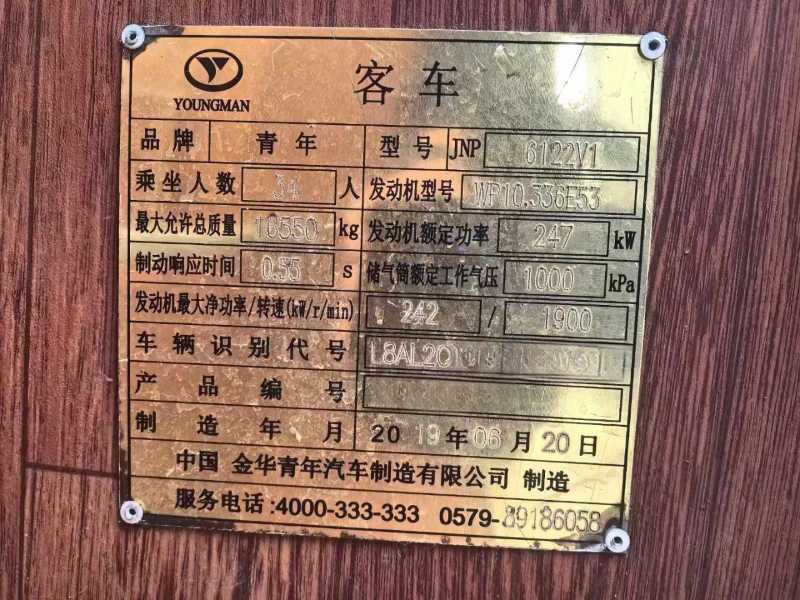 YOUNGMAN 客车
品牌 青年 型号 JNP 6122V1
乘坐人数 34 人 发动机型号 WP10.336E53
最大允许总质量 kg 发动机额定功率 247 kW
制动响应时间 0.55 s 储气筒额定工作气压 1000 kPa
发动机最大净功率/转速(kW/r/min) 242 / 1900
车辆识别代号
产品编号
制造年月 2019年06月20日
中国 金华青年汽车制造有限公司 制造
服务电话:4000-333-333 0579-89186058